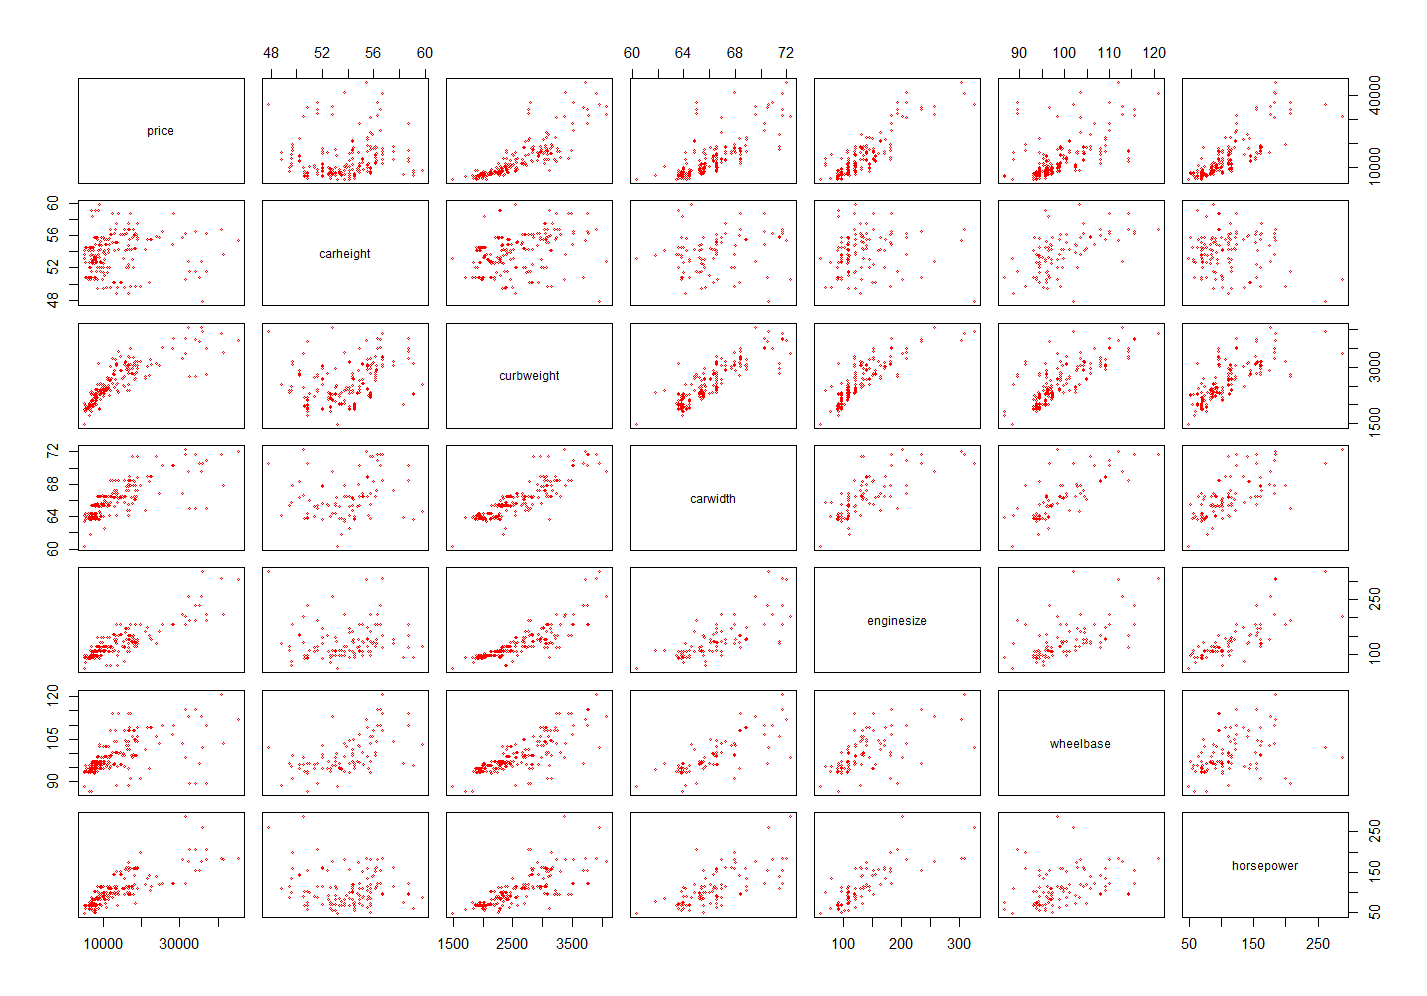 48 52 56 60 60 64 68 72 90 100 110 120
price 10000 40000
48 52 56 60 carheight
curbweight 1500 3000
60 64 68 72 carwidth
enginesize 100 250
90 105 120 wheelbase
horsepower 50 150 250
10000 30000 1500 2500 3500 100 200 300 50 150 250